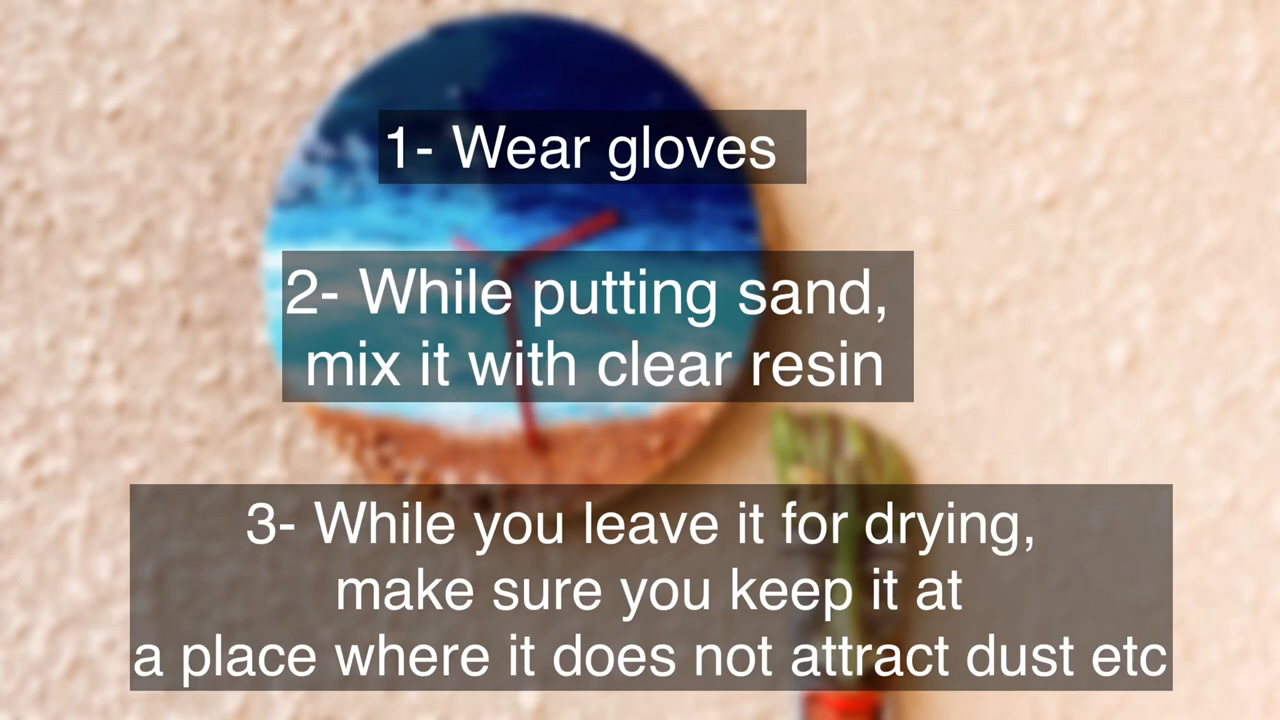 1- Wear gloves
2- While putting sand,
mix it with clear resin
3- While you leave it for drying,
make sure you keep it at
a place where it does not attract dust etc